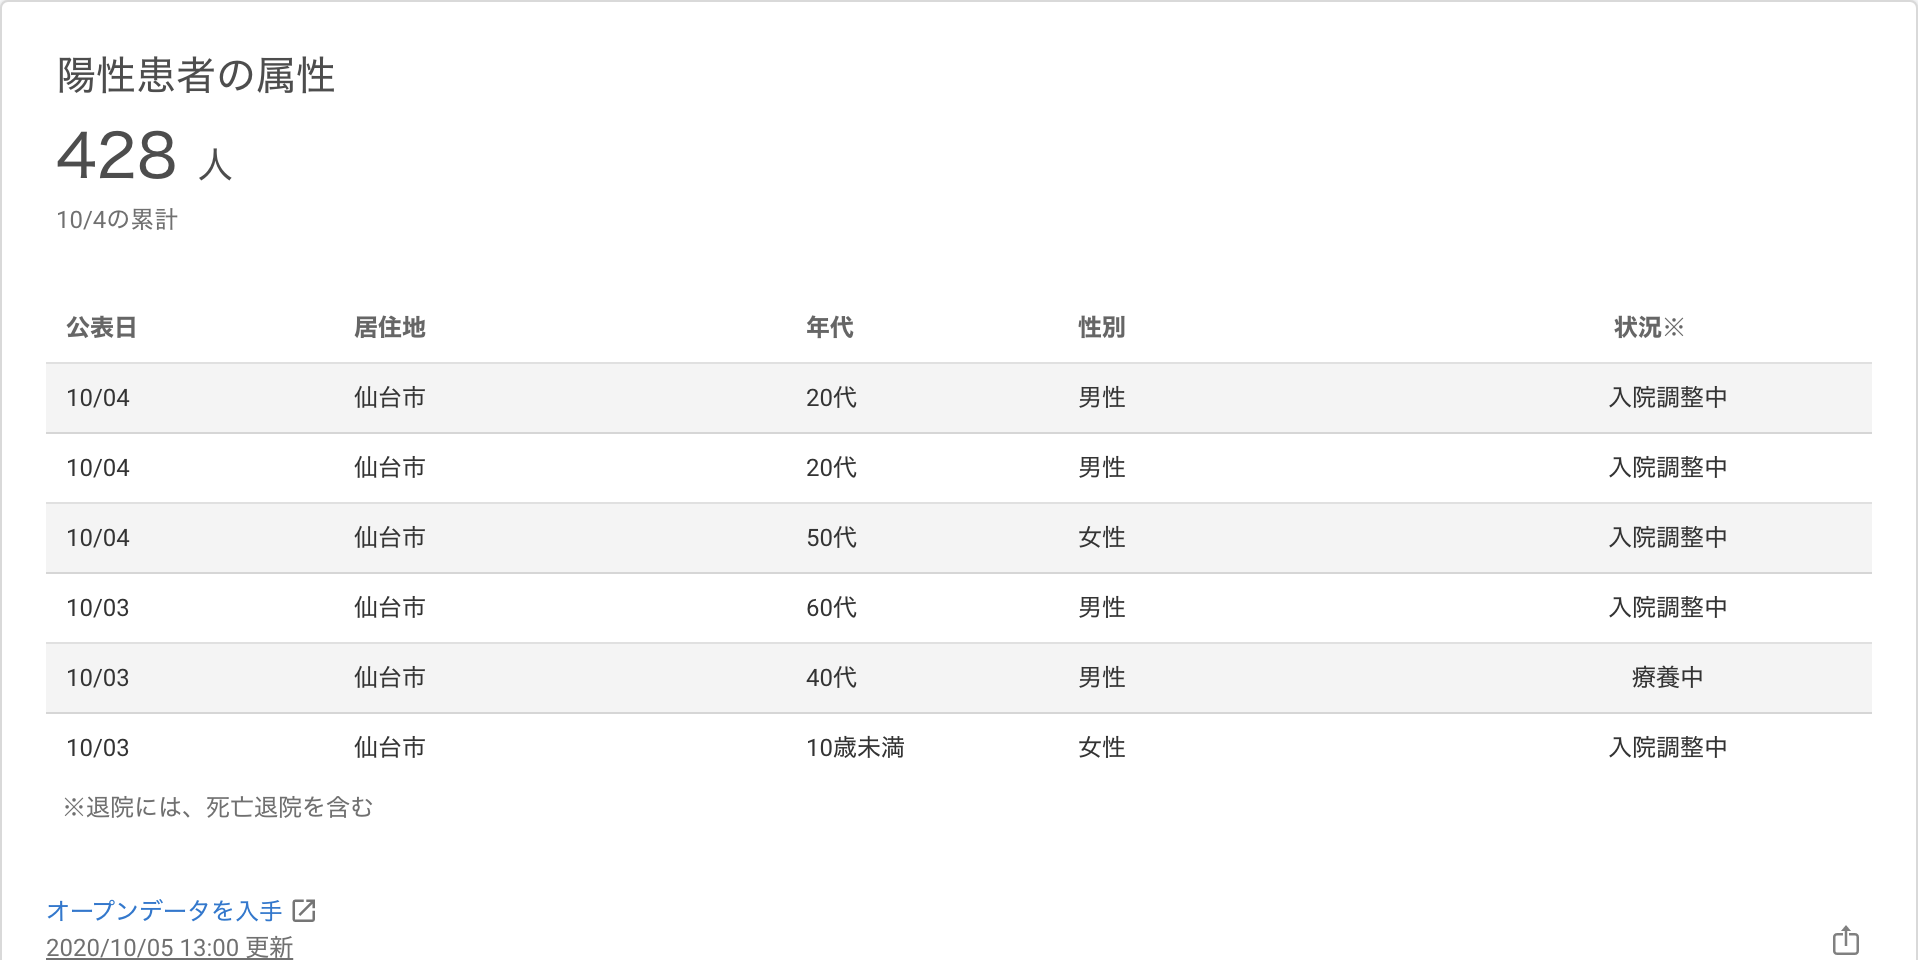 陽性患者の属性
428 人
10/4の累計
公表日 居住地 年代 性別 状況※
10/04 仙台市 20代 男性 入院調整中
10/04 仙台市 20代 男性 入院調整中
10/04 仙台市 50代 女性 入院調整中
10/03 仙台市 60代 男性 入院調整中
10/03 仙台市 40代 男性 療養中
10/03 仙台市 10歳未満 女性 入院調整中
※退院には、死亡退院を含む
オープンデータを入手
2020/10/05 13:00 更新